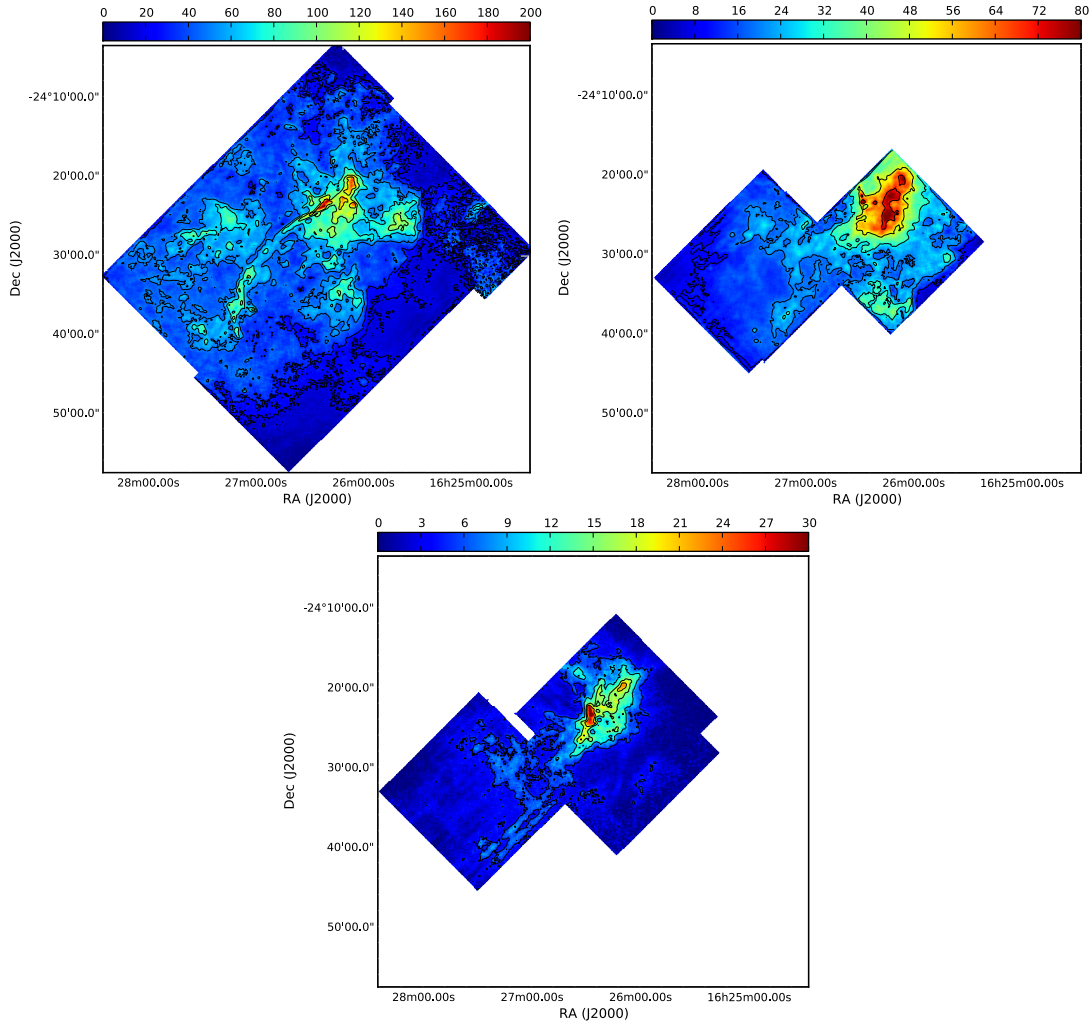 0 20 40 60 80 100 120 140 160 180 200
-24°10'00.0"
20'00.0"
30'00.0"
40'00.0"
50'00.0"
Dec (J2000)
28m00.00s 27m00.00s 26m00.00s 16h25m00.00s
RA (J2000)
0 8 16 24 32 40 48 56 64 72 80
-24°10'00.0"
20'00.0"
30'00.0"
40'00.0"
50'00.0"
Dec (J2000)
28m00.00s 27m00.00s 26m00.00s 16h25m00.00s
RA (J2000)
0 3 6 9 12 15 18 21 24 27 30
-24°10'00.0"
20'00.0"
30'00.0"
40'00.0"
50'00.0"
Dec (J2000)
28m00.00s 27m00.00s 26m00.00s 16h25m00.00s
RA (J2000)